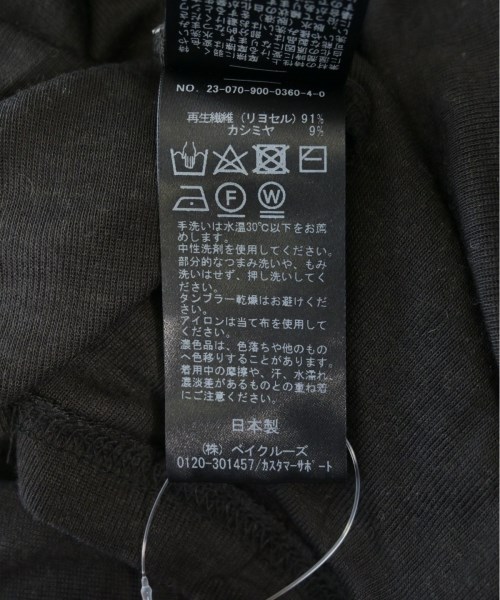 NO. 23-070-900-0360-4-0
再生繊維 (リヨセル) 91%
カシミヤ 9%
F W
手洗いは水温30℃以下をお薦
めします。
中性洗剤を使用してください。
部分的なつまみ洗いや、もみ
洗いはせず、押し洗いしてく
ださい。
タンブラー乾燥はお避けくだ
さい。
アイロンは当て布を使用して
ください。
濃色品は、色落ちや他のもの
へ色移りすることがあります。
着用中の摩擦や、汗、水濡れ、
濃淡差があるものとの重ね着
にご注意ください。
日本製
(株) ベイクルーズ
0120-301457/カスタマーサポート